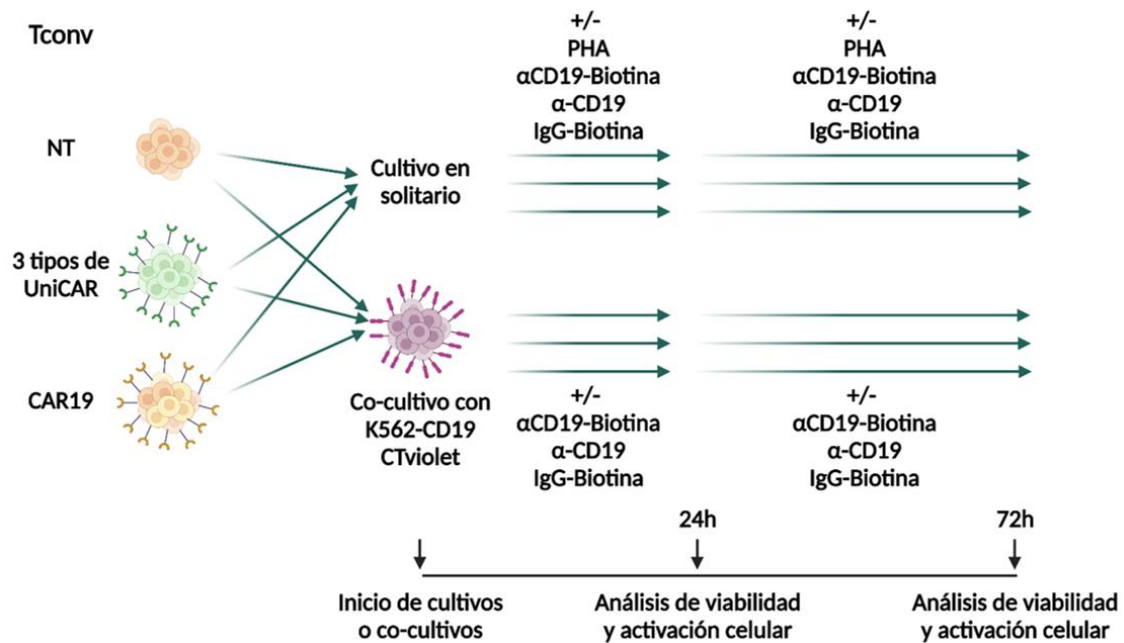 Tconv
NT
3 tipos de
UniCAR
CAR19
Cultivo en
solitario
Co-cultivo con
K562-CD19
CTviolet
+/-
PHA
αCD19-Biotina
α-CD19
IgG-Biotina
+/-
PHA
αCD19-Biotina
α-CD19
IgG-Biotina
+/-
αCD19-Biotina
α-CD19
IgG-Biotina
+/-
αCD19-Biotina
α-CD19
IgG-Biotina
24h
72h
Inicio de cultivos
o co-cultivos
Análisis de viabilidad
y activación celular
Análisis de viabilidad
y activación celular